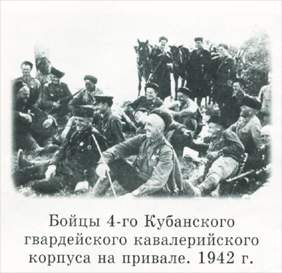 Бойцы 4-го Кубанского
гвардейского кавалерийского
корпуса на привале. 1942 г.